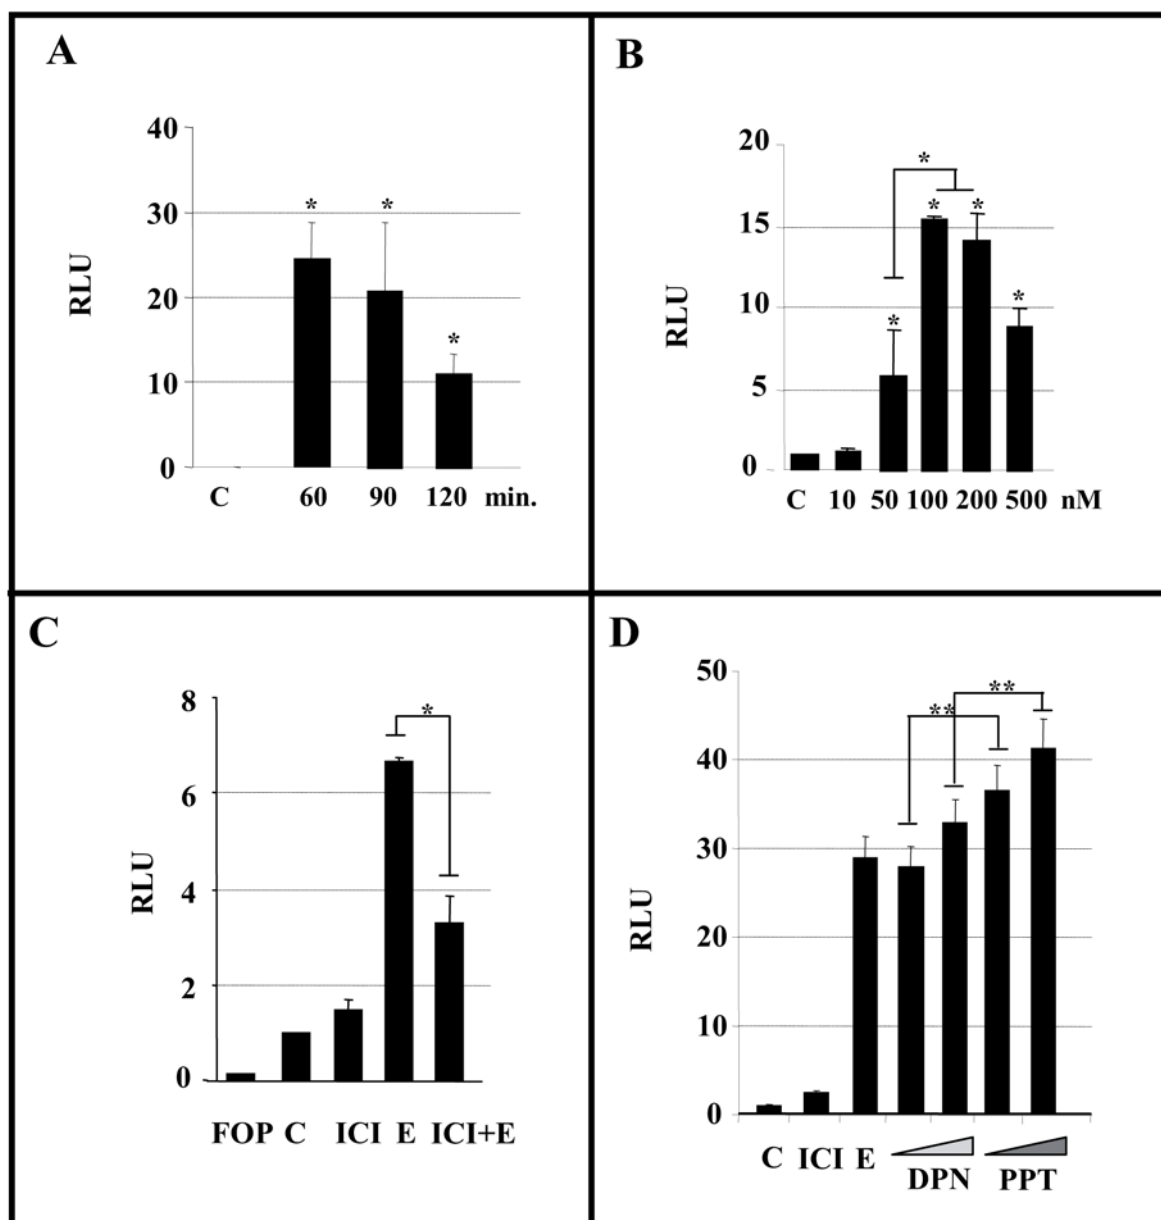 A
RLU
40
30
20
10
0
* * *
C 60 90 120 min.
B
RLU
20
15
10
5
0
*
* * * *
C 10 50 100 200 500 nM
C
RLU
8
6
4
2
0
*
FOP C ICI E ICI+E
D
RLU
50
40
30
20
10
0
**
**
C ICI E
DPN PPT